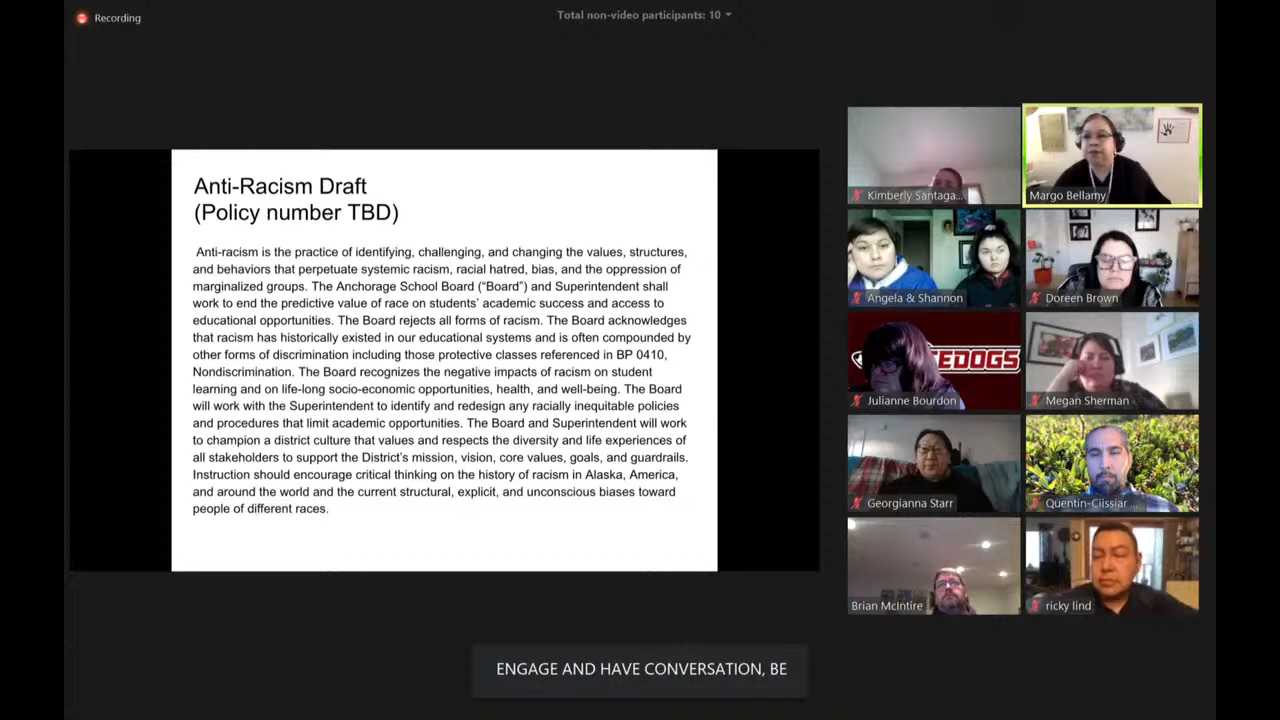 Recording
Total non-video participants: 10
Anti-Racism Draft
(Policy number TBD)
Anti-racism is the practice of identifying, challenging, and changing the values, structures,
and behaviors that perpetuate systemic racism, racial hatred, bias, and the oppression of
marginalized groups. The Anchorage School Board (“Board”) and Superintendent shall
work to end the predictive value of race on students’ academic success and access to
educational opportunities. The Board rejects all forms of racism. The Board acknowledges
that racism has historically existed in our educational systems and is often compounded by
other forms of discrimination including those protective classes referenced in BP 0410,
Nondiscrimination. The Board recognizes the negative impacts of racism on student
learning and on life-long socio-economic opportunities, health, and well-being. The Board
will work with the Superintendent to identify and redesign any racially inequitable policies
and procedures that limit academic opportunities. The Board and Superintendent will work
to champion a district culture that values and respects the diversity and life experiences of
all stakeholders to support the District’s mission, vision, core values, goals, and guardrails.
Instruction should encourage critical thinking on the history of racism in Alaska, America,
and around the world and the current structural, explicit, and unconscious biases toward
people of different races.
Kimberly Santaga...
Margo Bellamy
Angela & Shannon
Doreen Brown
EDOGS
Julianne Bourdon
Megan Sherman
Georgianna Starr
Quentin-Ciissiar ...
Brian McIntire
ricky lind
ENGAGE AND HAVE CONVERSATION, BE